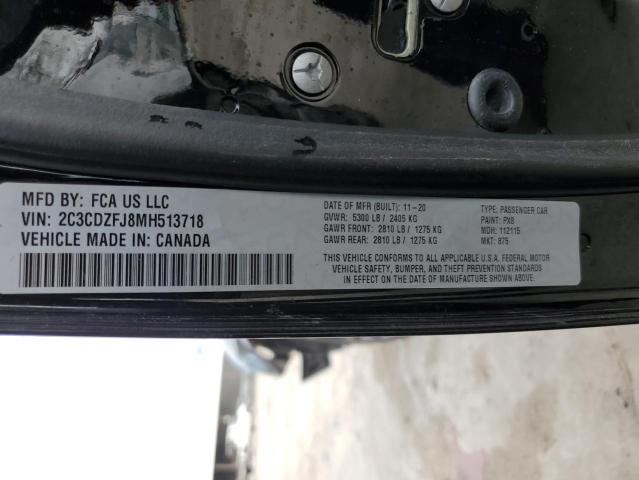 MFD BY: FCA US LLC
VIN: 2C3CDZFJ8MH513718
VEHICLE MADE IN: CANADA
DATE OF MFR (BUILT): 11-20
GVWR: 5300 LB / 2405 KG
GAWR FRONT: 2810 LB / 1275 KG
GAWR REAR: 2810 LB / 1275 KG
TYPE: PASSENGER CAR
PAINT: PX8
MDH: 112115
MKT: 875
THIS VEHICLE CONFORMS TO ALL APPLICABLE U.S.A. FEDERAL MOTOR
VEHICLE SAFETY, BUMPER, AND THEFT PREVENTION STANDARDS
IN EFFECT ON THE DATE OF MANUFACTURE SHOWN ABOVE.